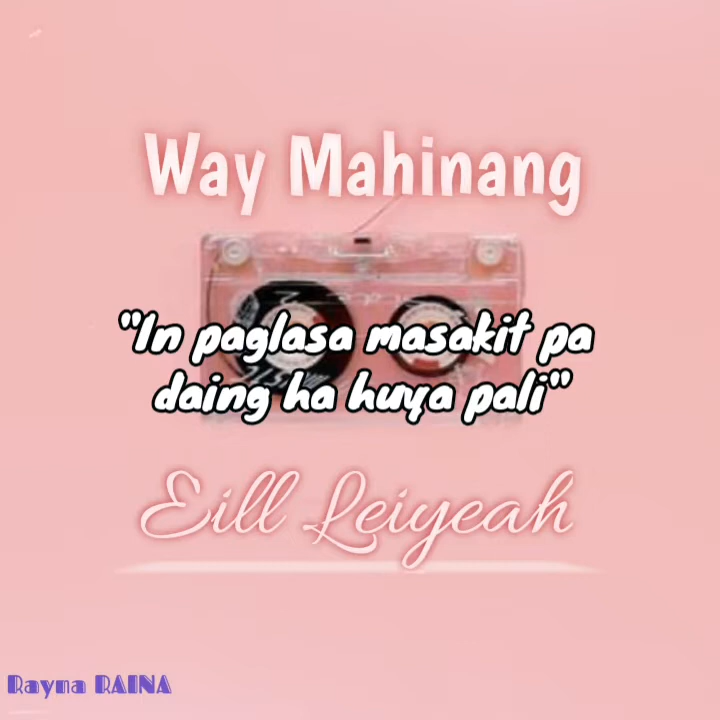 Way Mahinang
"In paglasa masakit pa
daing ha huya pali"
Eill Leiyeah
Rayna RAINA